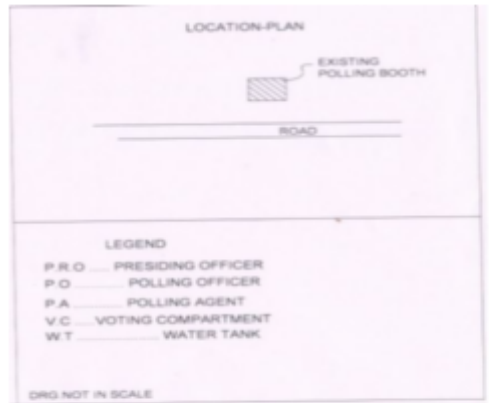 LOCATION-PLAN
EXISTING
POLLING BOOTH
ROAD
LEGEND
P.R.O ..... PRESIDING OFFICER
P.O ............. POLLING OFFICER
P.A ............. POLLING AGENT
V.C .....VOTING COMPARTMENT
W.T ...................... WATER TANK
DRG.NOT IN SCALE